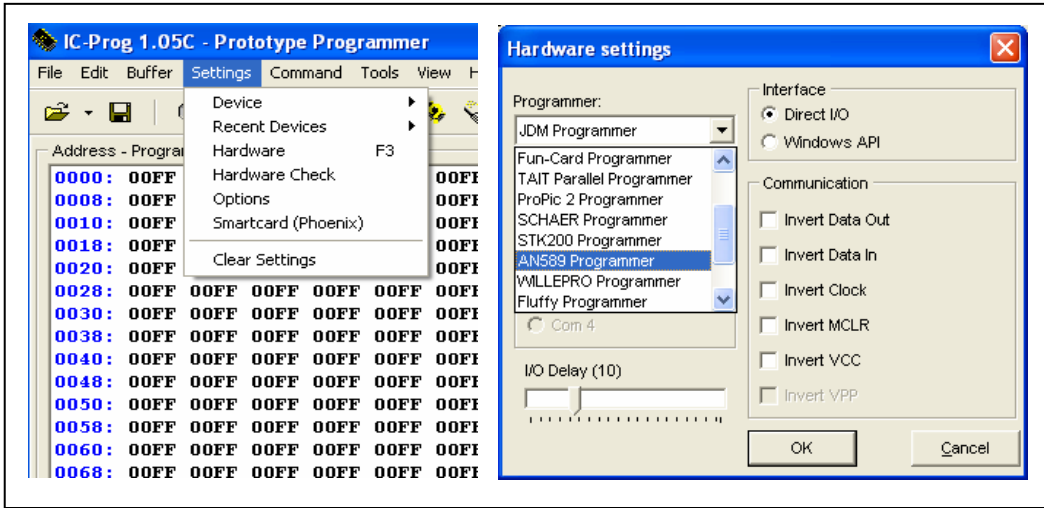 IC-Prog 1.05C - Prototype Programmer
File Edit Buffer Settings Command Tools View H
Device
Recent Devices
Hardware F3
Hardware Check
Options
Smartcard (Phoenix)
Clear Settings
Address - Progra
0000: 00FF 00FF
0008: 00FF 00FF
0010: 00FF 00FF
0018: 00FF 00FF
0020: 00FF 00FF
0028: 00FF 00FF 00FF 00FF 00FF 00FF
0030: 00FF 00FF 00FF 00FF 00FF 00FF
0038: 00FF 00FF 00FF 00FF 00FF 00FF
0040: 00FF 00FF 00FF 00FF 00FF 00FF
0048: 00FF 00FF 00FF 00FF 00FF 00FF
0050: 00FF 00FF 00FF 00FF 00FF 00FF
0058: 00FF 00FF 00FF 00FF 00FF 00FF
0060: 00FF 00FF 00FF 00FF 00FF 00FF
0068: 00FF 00FF 00FF 00FF 00FF 00FF
Hardware settings
Programmer:
JDM Programmer
Fun-Card Programmer
TAIT Parallel Programmer
ProPic 2 Programmer
SCHAER Programmer
STK200 Programmer
AN589 Programmer
WILLEPRO Programmer
Fluffy Programmer
Com 4
I/O Delay (10)
Interface
Direct I/O
Windows API
Communication
Invert Data Out
Invert Data In
Invert Clock
Invert MCLR
Invert VCC
Invert VPP
OK
Cancel